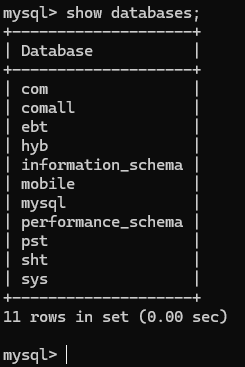 mysql> show databases;
+--------------------+
| Database           |
+--------------------+
| com                |
| comall             |
| ebt                |
| hyb                |
| information_schema |
| mobile             |
| mysql              |
| performance_schema |
| pst                |
| sht                |
| sys                |
+--------------------+
11 rows in set (0.00 sec)
mysql>